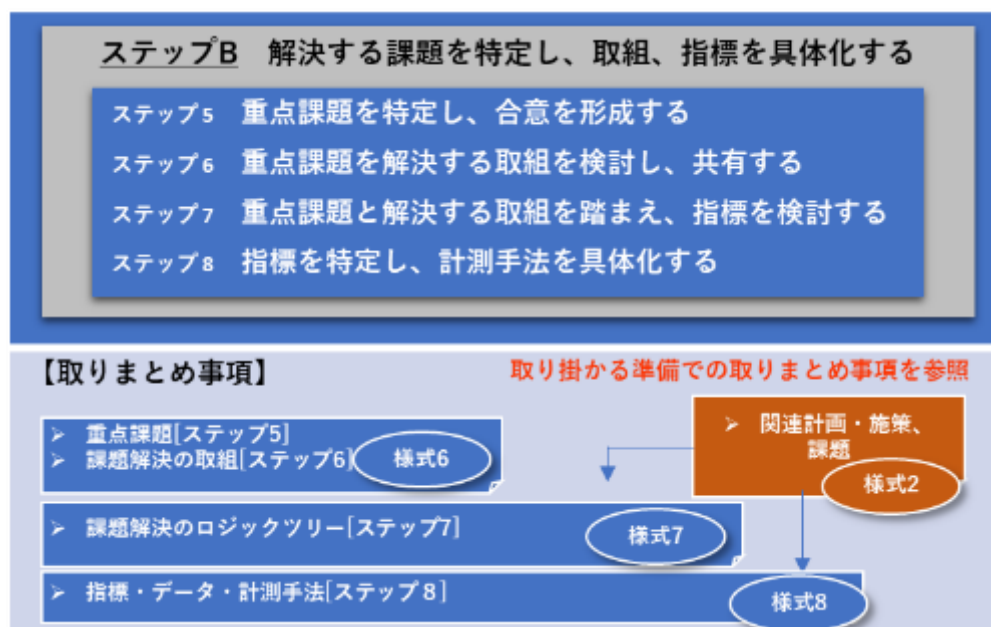 ステップB 解決する課題を特定し、取組、指標を具体化する
ステップ5 重点課題を特定し、合意を形成する
ステップ6 重点課題を解決する取組を検討し、共有する
ステップ7 重点課題と解決する取組を踏まえ、指標を検討する
ステップ8 指標を特定し、計測手法を具体化する
【取りまとめ事項】
取り掛かる準備での取りまとめ事項を参照
➢ 重点課題[ステップ5]
➢ 課題解決の取組[ステップ6]
様式6
➢ 関連計画・施策、
課題
様式2
➢ 課題解決のロジックツリー[ステップ7]
様式7
➢ 指標・データ・計測手法[ステップ8]
様式8